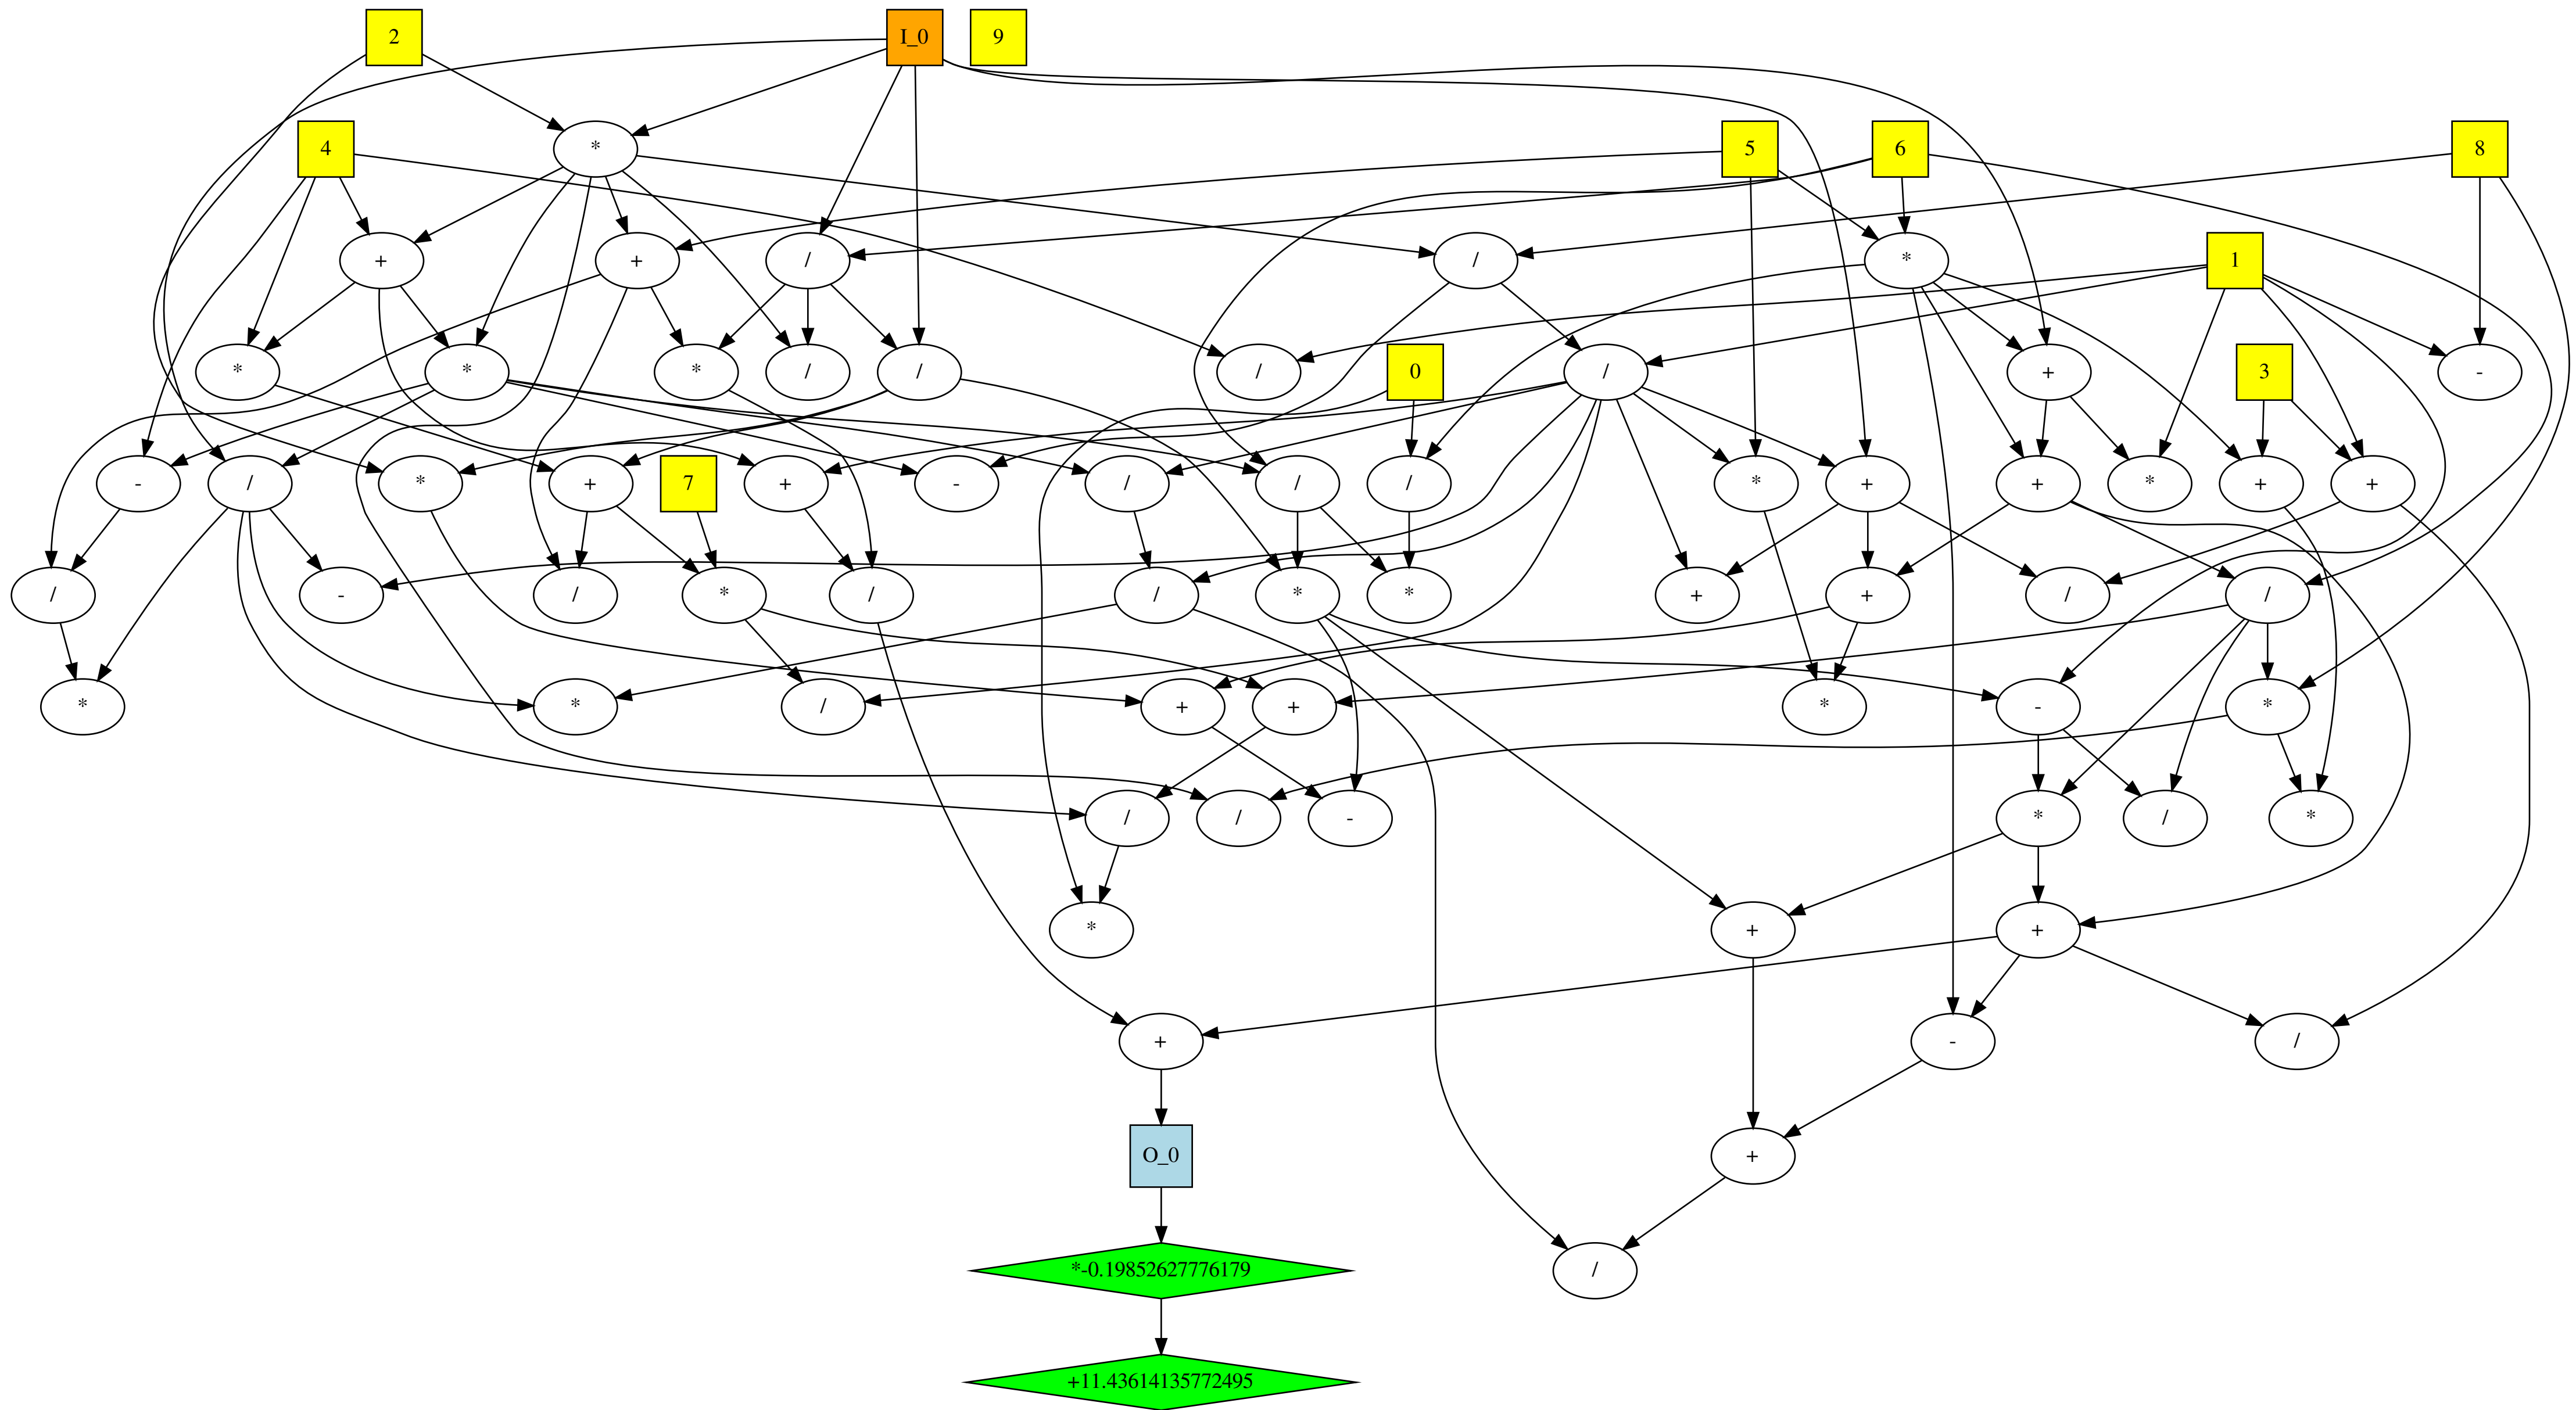 2 I_0 9
4 * 5 6 8
+ + / / * 1
* * * / / / 0 / + 3 -
- / * + 7 + - / / / * + + * + +
/ - / * / / * * + + / /
* * / + + * - *
/ / - * / *
* + +
+ - /
O_0 +
*-0.19852627776179 /
+11.43614135772495